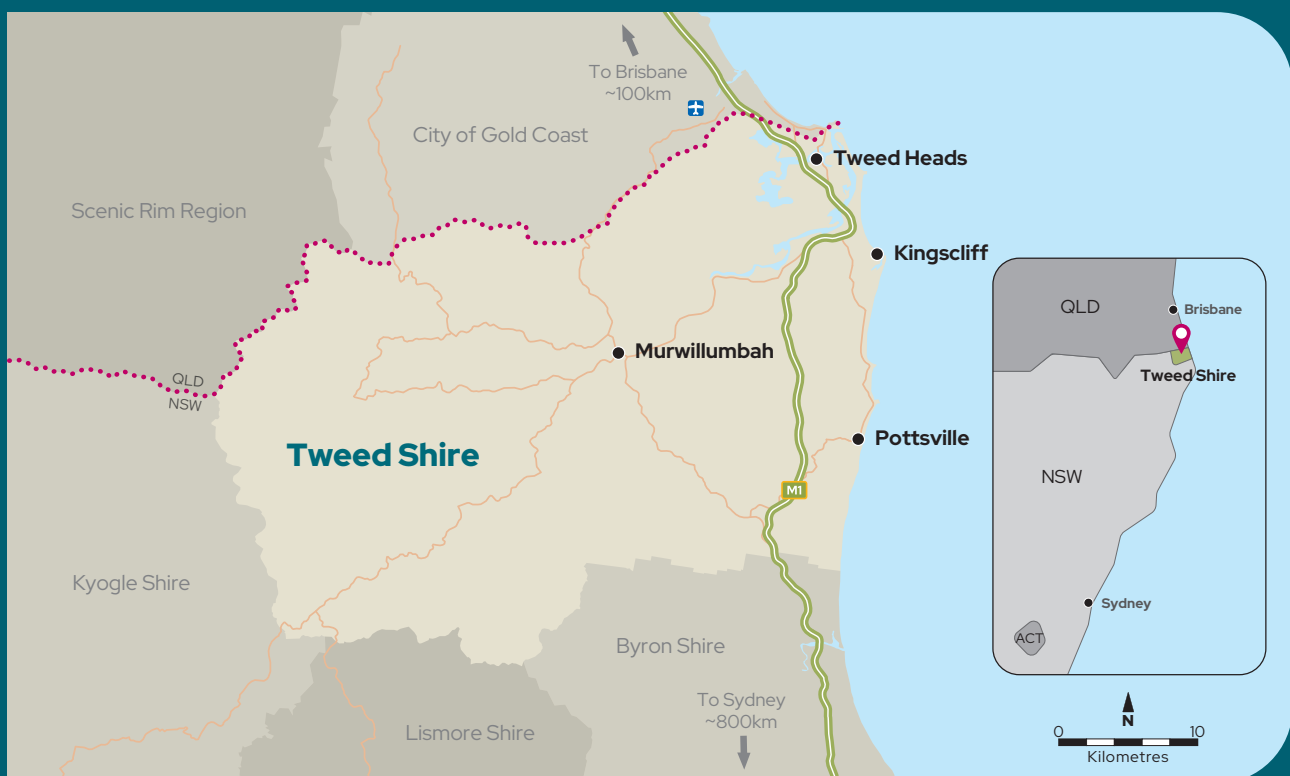 To Brisbane
~100km
City of Gold Coast
Tweed Heads
Scenic Rim Region
Kingscliff
QLD
Brisbane
Tweed Shire
Murwillumbah
QLD
NSW
Pottsville
Tweed Shire
NSW
M1
Kyogle Shire
Sydney
ACT
Byron Shire
To Sydney
~800km
Lismore Shire
N
0 10
Kilometres